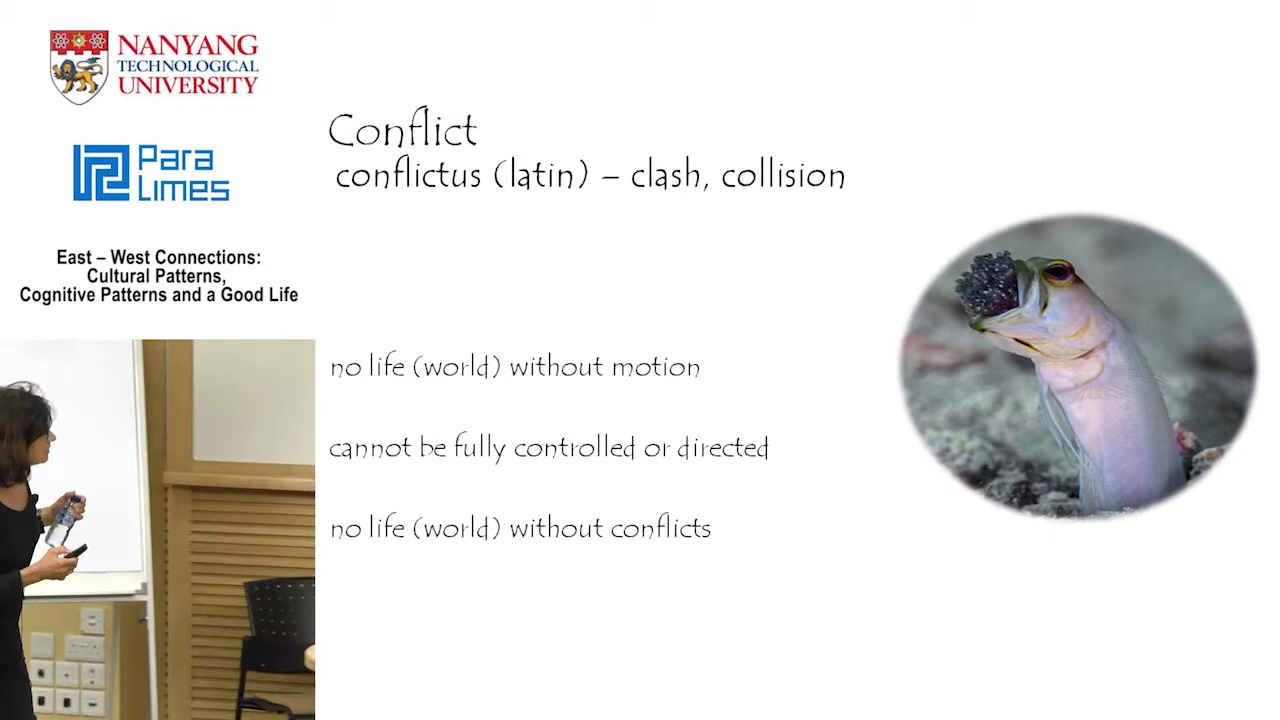 NANYANG
TECHNOLOGICAL
UNIVERSITY
Para
Limes
East – West Connections:
Cultural Patterns,
Cognitive Patterns and a Good Life
Conflict
conflictus (latin) – clash, collision
no life (world) without motion
cannot be fully controlled or directed
no life (world) without conflicts